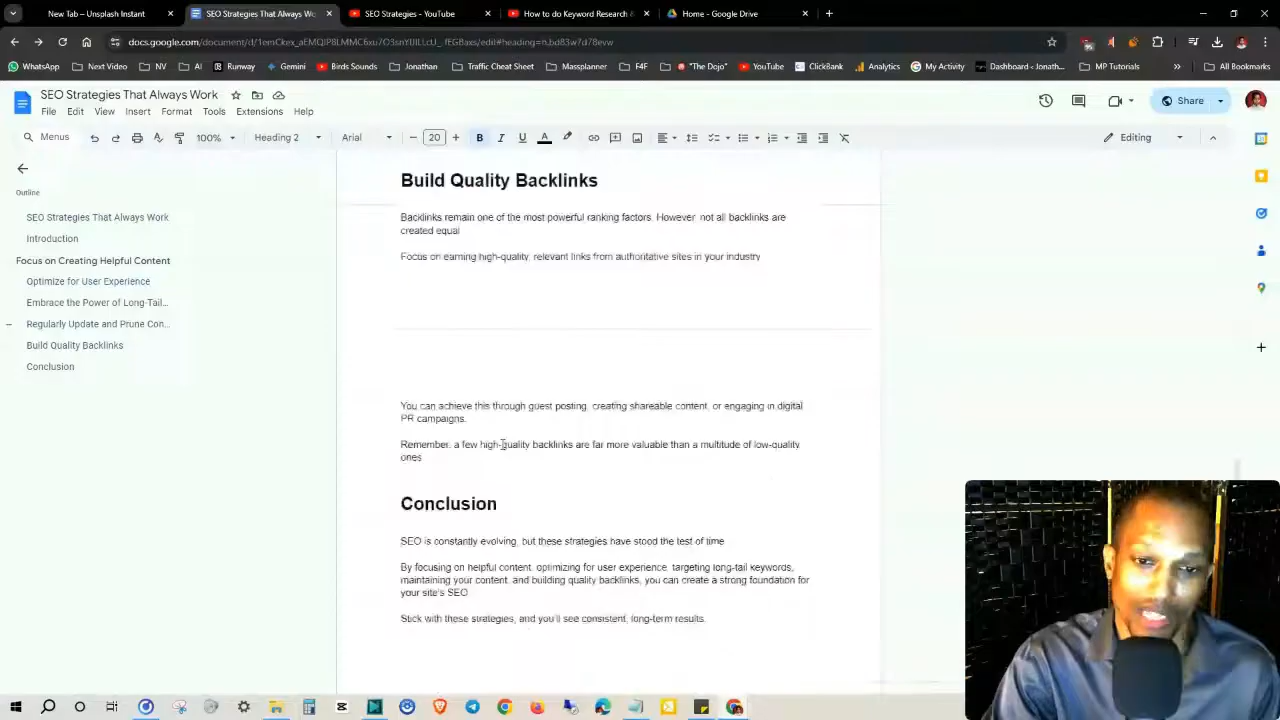 New Tab – Unsplash Instant
SEO Strategies That Always Wo
SEO Strategies - YouTube
How to do Keyword Research &
Home - Google Drive
WhatsApp
Next Video
NV
AI
Runway
Gemini
Birds Sounds
Jonathan
Traffic Cheat Sheet
Massplanner
F4F
"The Dojo"
YouTube
ClickBank
Analytics
My Activity
Dashboard ‹ Jonath...
MP Tutorials
All Bookmarks
SEO Strategies That Always Work
File Edit View Insert Format Tools Extensions Help
Share
Menus
100%
Heading 2
Arial
20
Editing
Outline
SEO Strategies That Always Work
Introduction
Focus on Creating Helpful Content
Optimize for User Experience
Embrace the Power of Long-Tail...
Regularly Update and Prune Con...
Build Quality Backlinks
Conclusion
Build Quality Backlinks
Backlinks remain one of the most powerful ranking factors. However, not all backlinks are
created equal
Focus on earning high-quality, relevant links from authoritative sites in your industry
You can achieve this through guest posting, creating shareable content, or engaging in digital
PR campaigns.
Remember, a few high-quality backlinks are far more valuable than a multitude of low-quality
ones
Conclusion
SEO is constantly evolving, but these strategies have stood the test of time
By focusing on helpful content, optimizing for user experience, targeting long-tail keywords,
maintaining your content, and building quality backlinks, you can create a strong foundation for
your site's SEO
Stick with these strategies, and you'll see consistent, long-term results.